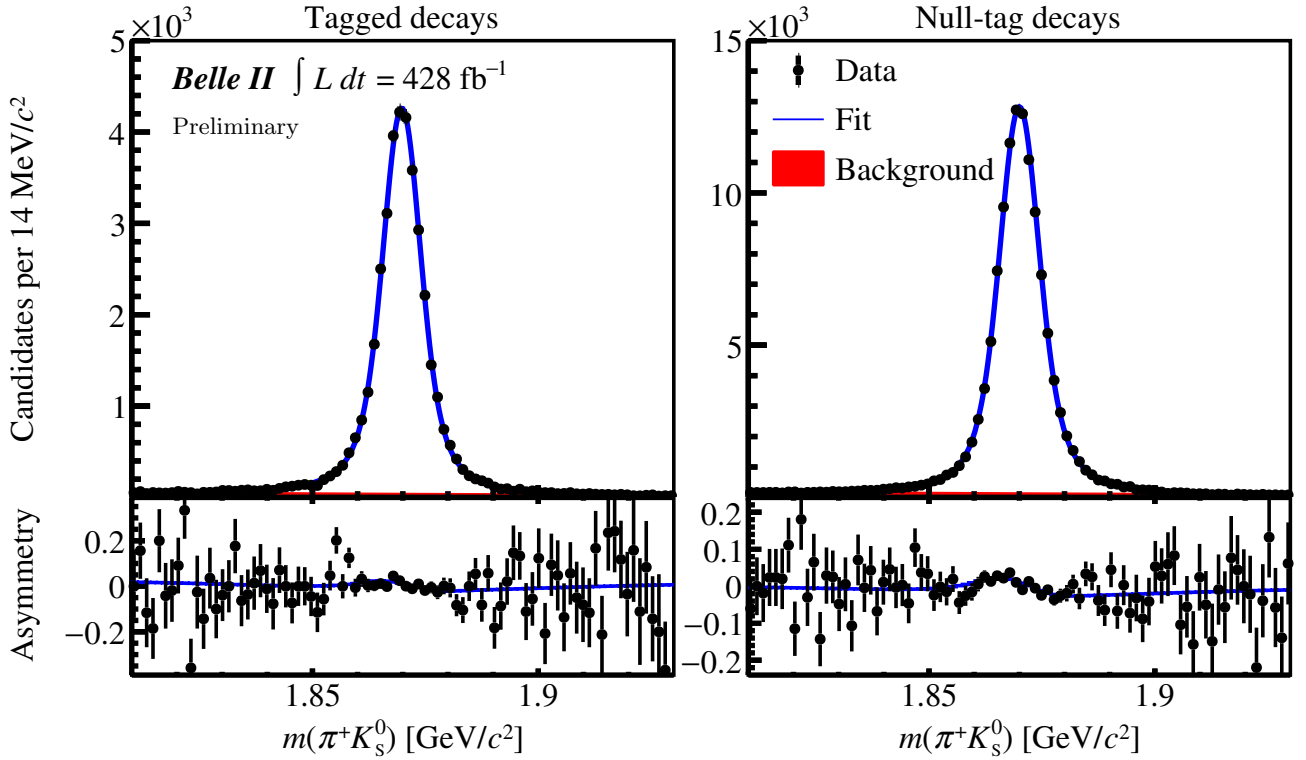 Tagged decays
Null-tag decays
×10³
5
4
3
2
1
Candidates per 14 MeV/c²
Belle II ∫ L dt = 428 fb⁻¹
Preliminary
×10³
15
10
5
Data
Fit
Background
Asymmetry
0.2
0
−0.2
0.2
0.1
0
−0.1
−0.2
1.85
1.9
1.85
1.9
m(π⁺K⁰ₛ) [GeV/c²]
m(π⁺K⁰ₛ) [GeV/c²]